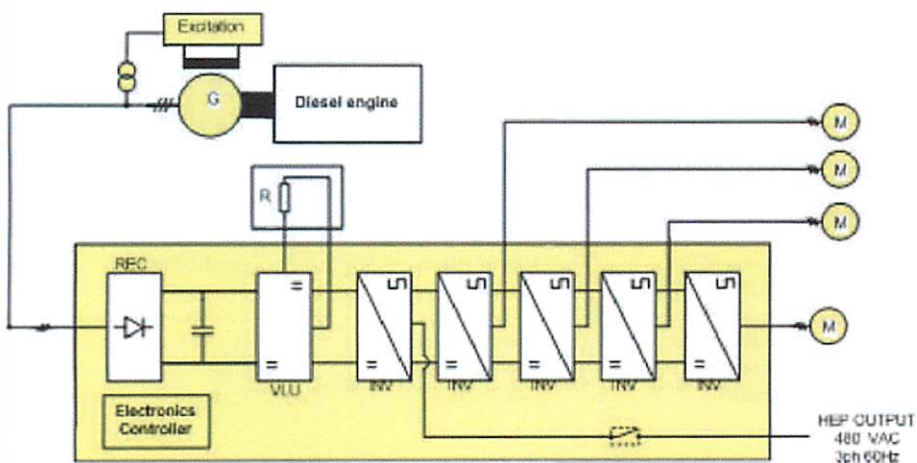 Excitation
G
Diesel engine
M
M
R
M
REC
M
VLU
INV
INV
INV
INV
INV
Electronics
Controller
HEP OUTPUT
480 VAC
3ph 60Hz